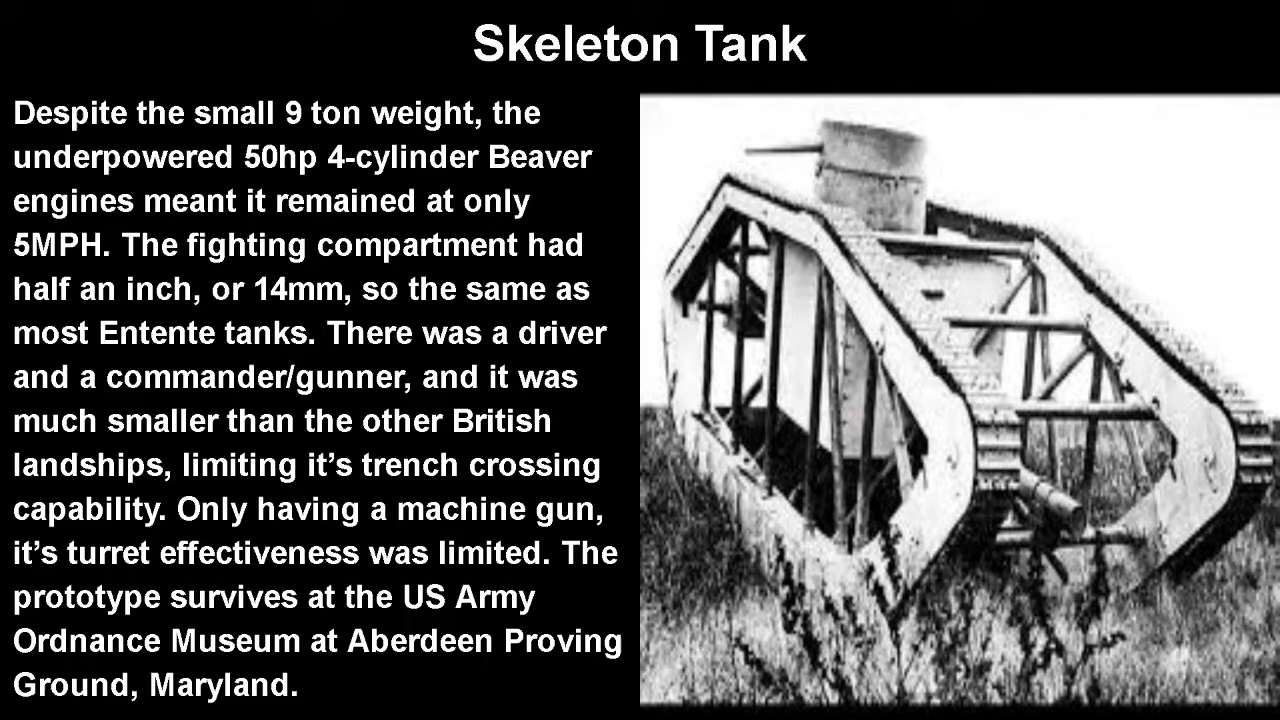 Skeleton Tank
Despite the small 9 ton weight, the
underpowered 50hp 4-cylinder Beaver
engines meant it remained at only
5MPH. The fighting compartment had
half an inch, or 14mm, so the same as
most Entente tanks. There was a driver
and a commander/gunner, and it was
much smaller than the other British
landships, limiting it’s trench crossing
capability. Only having a machine gun,
it’s turret effectiveness was limited. The
prototype survives at the US Army
Ordnance Museum at Aberdeen Proving
Ground, Maryland.